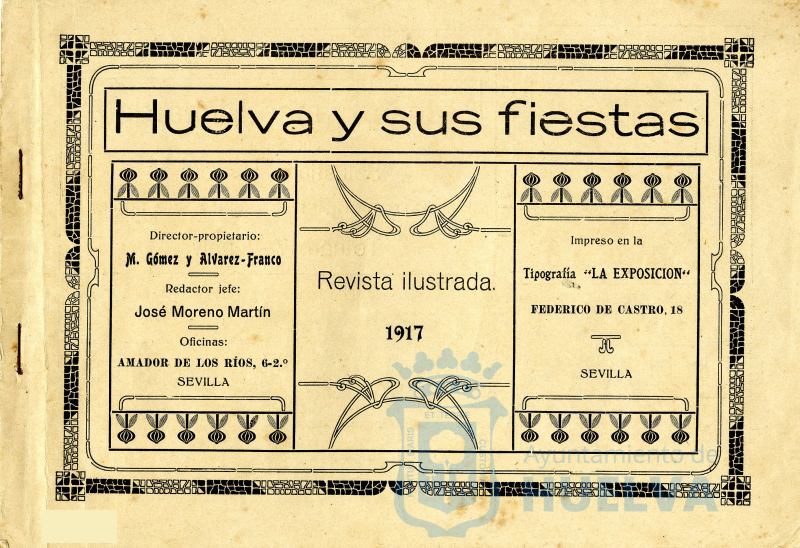 Huelva y sus fiestas
Director-propietario:
M. Gómez y Alvarez-Franco
Redactor jefe:
José Moreno Martín
Oficinas:
AMADOR DE LOS RÍOS, 6-2.º
SEVILLA
Revista ilustrada.
1917
Impreso en la
Tipografía "LA EXPOSICION"
FEDERICO DE CASTRO, 18
SEVILLA
Ayuntamiento de
HUELVA